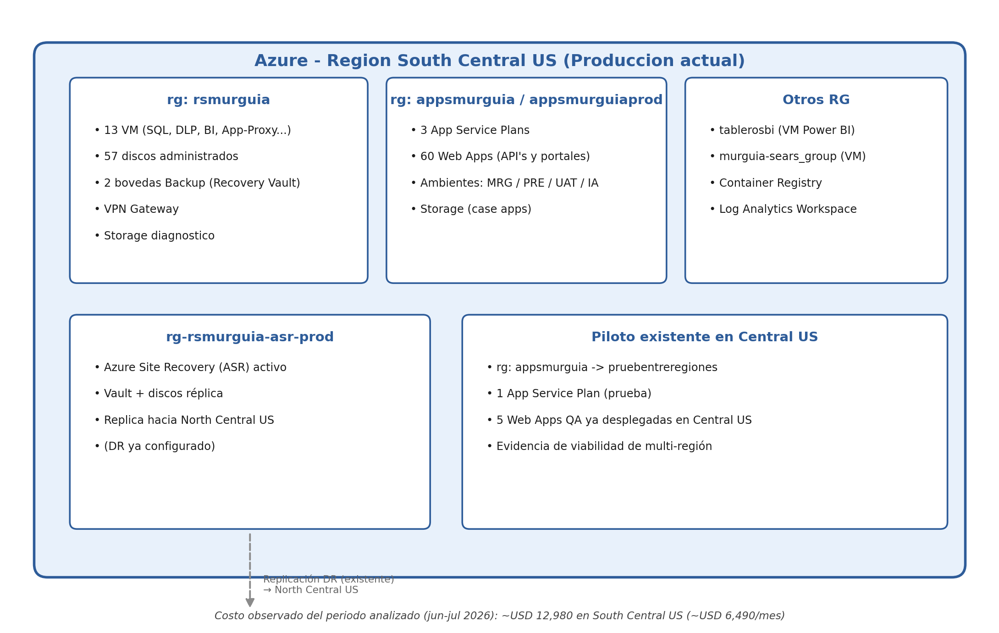 Azure - Region South Central US (Produccion actual)
rg: rsmurguia
• 13 VM (SQL, DLP, BI, App-Proxy...)
• 57 discos administrados
• 2 bovedas Backup (Recovery Vault)
• VPN Gateway
• Storage diagnostico
rg: appsmurguia / appsmurguiaprod
• 3 App Service Plans
• 60 Web Apps (API's y portales)
• Ambientes: MRG / PRE / UAT / IA
• Storage (case apps)
Otros RG
• tablerosbi (VM Power BI)
• murguia-sears_group (VM)
• Container Registry
• Log Analytics Workspace
rg-rsmurguia-asr-prod
• Azure Site Recovery (ASR) activo
• Vault + discos réplica
• Replica hacia North Central US
• (DR ya configurado)
Piloto existente en Central US
• rg: appsmurguia -> pruebentreregiones
• 1 App Service Plan (prueba)
• 5 Web Apps QA ya desplegadas en Central US
• Evidencia de viabilidad de multi-región
Replicación DR (existente)
→ North Central US
Costo observado del periodo analizado (jun-jul 2026): ~USD 12,980 en South Central US (~USD 6,490/mes)